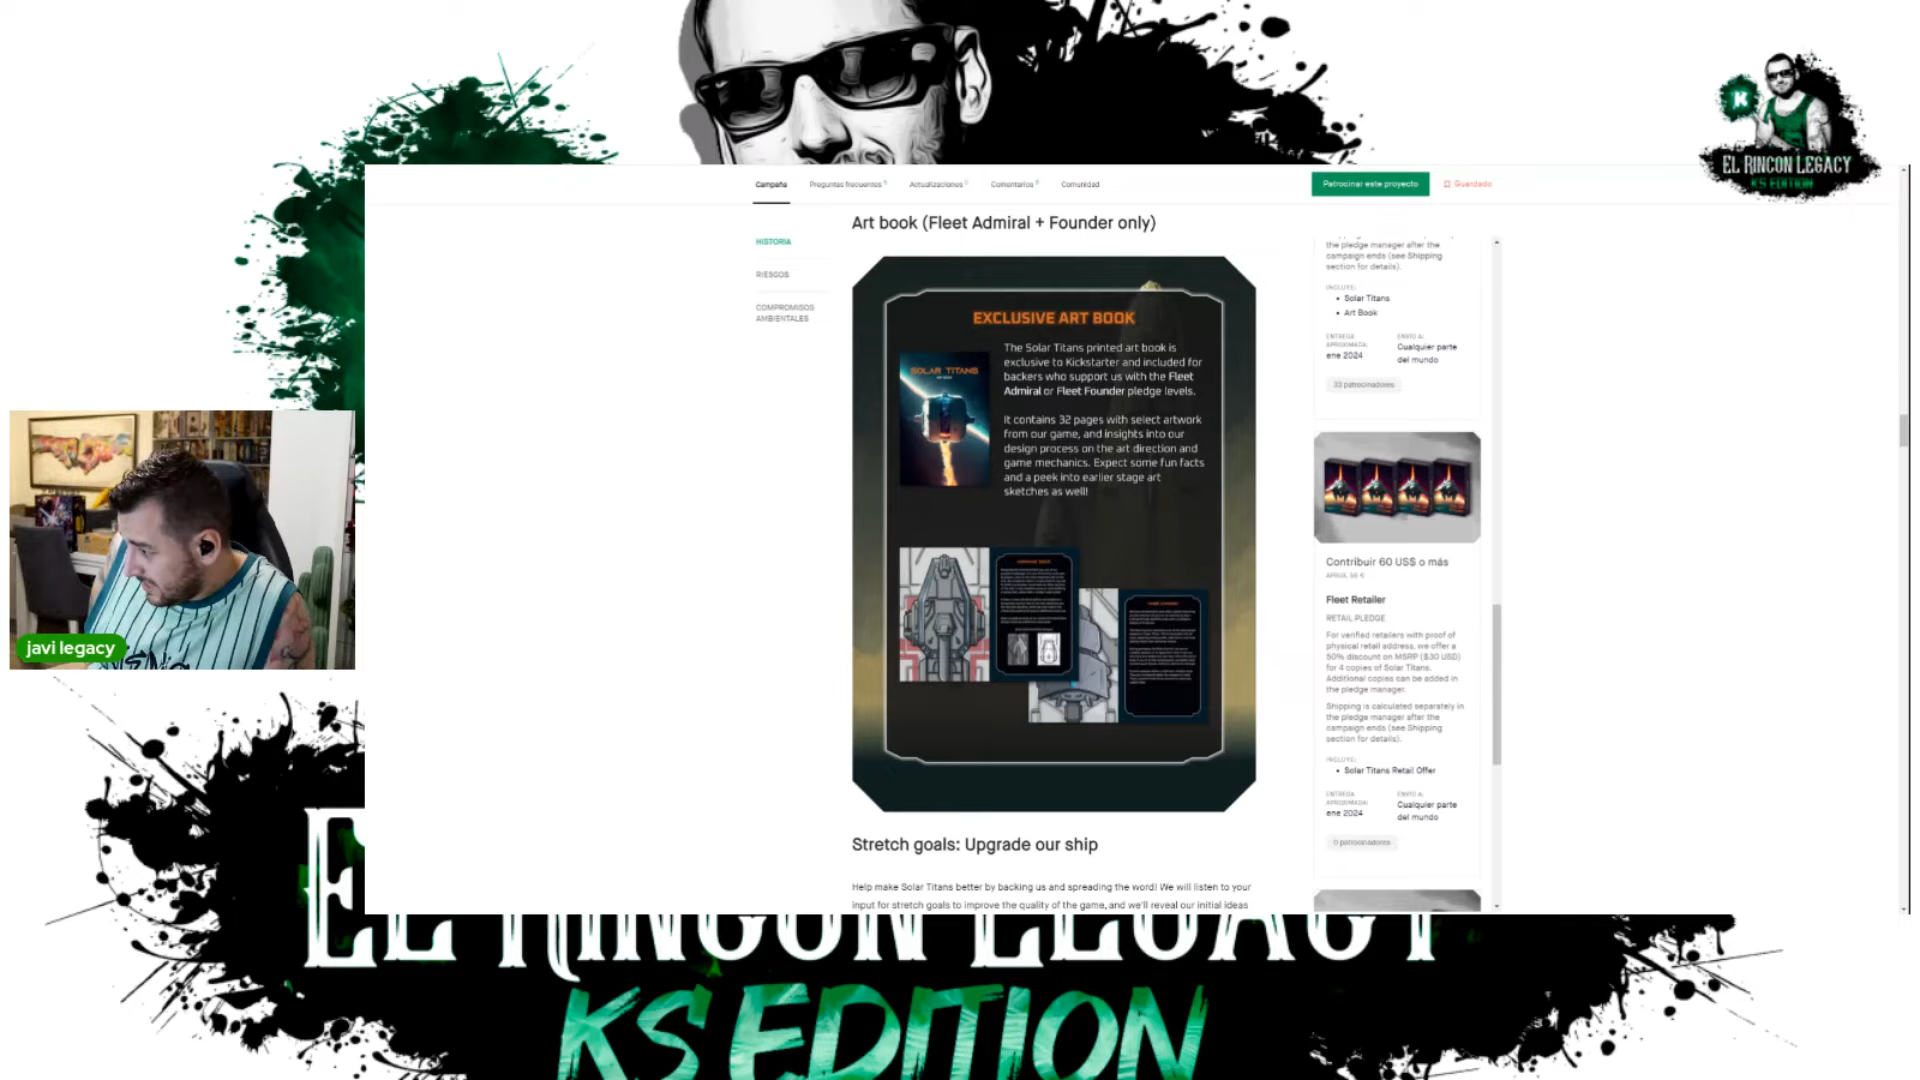 EL RINCON LEGACY
KS EDITION
Campaña
Preguntas frecuentes
Actualizaciones
Comentarios
Comunidad
Patrocinar este proyecto
Guardado
HISTORIA
RIESGOS
COMPROMISOS
AMBIENTALES
Art book (Fleet Admiral + Founder only)
EXCLUSIVE ART BOOK
SOLAR TITANS
The Solar Titans printed art book is
exclusive to Kickstarter and included for
backers who support us with the Fleet
Admiral or Fleet Founder pledge levels.
It contains 32 pages with select artwork
from our game, and insights into our
design process on the art direction and
game mechanics. Expect some fun facts
and a peek into earlier stage art
sketches as well!
Stretch goals: Upgrade our ship
Help make Solar Titans better by backing us and spreading the word! We will listen to your
input for stretch goals to improve the quality of the game, and we'll reveal our initial ideas
the pledge manager after the
campaign ends (see Shipping
section for details).
INCLUYE:
• Solar Titans
• Art Book
ENTREGA
APROXIMADA:
ene 2024
ENVÍO A:
Cualquier parte
del mundo
33 patrocinadores
Contribuir 60 US$ o más
Fleet Retailer
RETAIL PLEDGE
For verified retailers with proof of
physical retail address, we offer a
50% discount on MSRP ($30 USD)
for 4 copies of Solar Titans.
Additional copies can be added in
the pledge manager.
Shipping is calculated separately in
the pledge manager after the
campaign ends (see Shipping
section for details).
INCLUYE:
• Solar Titans Retail Offer
ENTREGA
APROXIMADA:
ene 2024
ENVÍO A:
Cualquier parte
del mundo
0 patrocinadores
javi legacy
EL RINCON LEGACY
KS EDITION